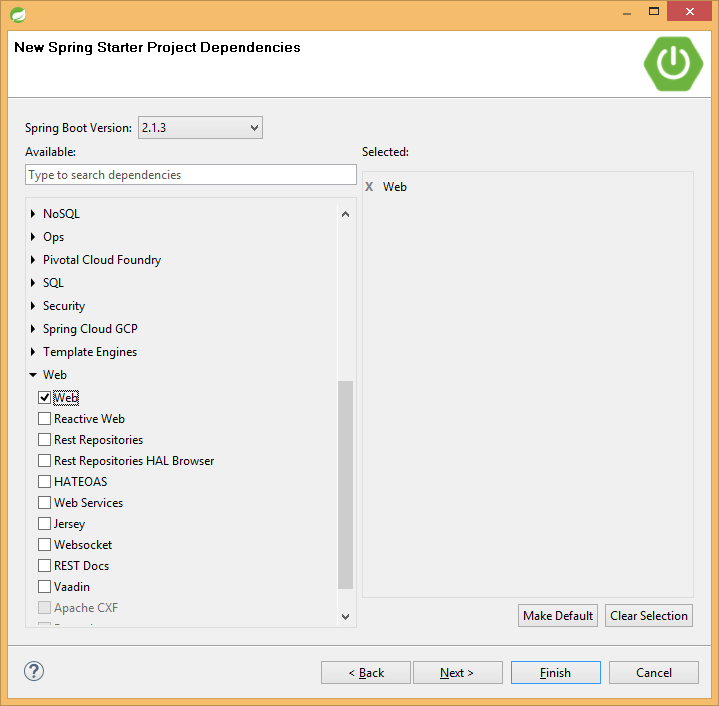 New Spring Starter Project Dependencies
Spring Boot Version: 2.1.3
Available:
Selected:
Type to search dependencies
X Web
NoSQL
Ops
Pivotal Cloud Foundry
SQL
Security
Spring Cloud GCP
Template Engines
Web
Web
Reactive Web
Rest Repositories
Rest Repositories HAL Browser
HATEOAS
Web Services
Jersey
Websocket
REST Docs
Vaadin
Apache CXF
Make Default Clear Selection
? < Back Next > Finish Cancel